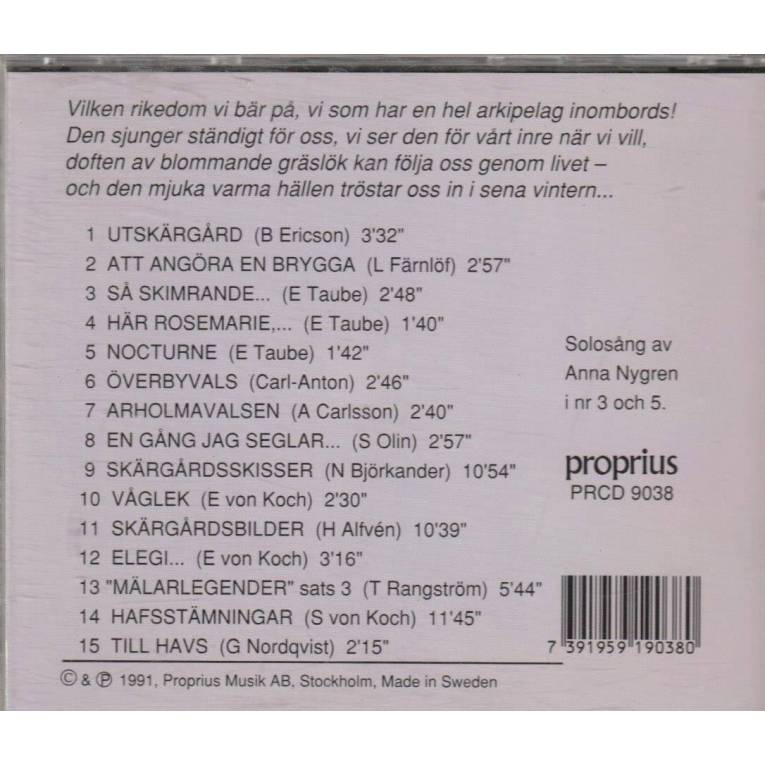 Vilken rikedom vi bär på, vi som har en hel arkipelag inombords!
Den sjunger ständigt för oss, vi ser den för vårt inre när vi vill,
doften av blommande gräslök kan följa oss genom livet –
och den mjuka varma hällen tröstar oss in i sena vintern...
1 UTSKÄRGÅRD (B Ericson) 3'32"
2 ATT ANGÖRA EN BRYGGA (L Färnlöf) 2'57"
3 SÅ SKIMRANDE... (E Taube) 2'48"
4 HÄR ROSEMARIE,... (E Taube) 1'40"
5 NOCTURNE (E Taube) 1'42"
6 ÖVERBYVALS (Carl-Anton) 2'46"
7 ARHOLMAVALSEN (A Carlsson) 2'40"
8 EN GÅNG JAG SEGLAR... (S Olin) 2'57"
9 SKÄRGÅRDSSKISSER (N Björkander) 10'54"
10 VÅGLEK (E von Koch) 2'30"
11 SKÄRGÅRDSBILDER (H Alfvén) 10'39"
12 ELEGI... (E von Koch) 3'16"
13 "MÄLARLEGENDER" sats 3 (T Rangström) 5'44"
14 HAFSSTÄMNINGAR (S von Koch) 11'45"
15 TILL HAVS (G Nordqvist) 2'15"
Solosång av
Anna Nygren
i nr 3 och 5.
proprius
PRCD 9038
7 391959 190380
© & ℗ 1991, Proprius Musik AB, Stockholm, Made in Sweden